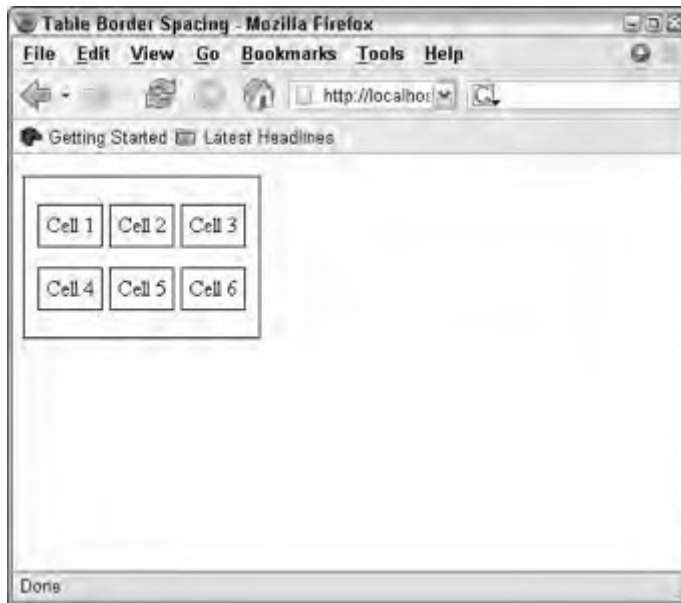 Table Border Spacing - Mozilla Firefox
File Edit View Go Bookmarks Tools Help
http://localhos
Getting Started Latest Headlines
Cell 1 Cell 2 Cell 3
Cell 4 Cell 5 Cell 6
Done